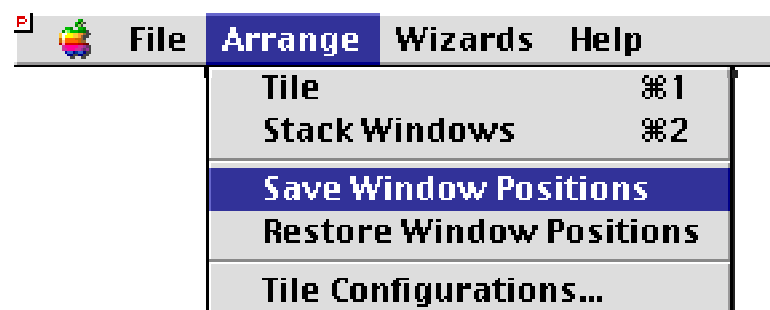 P
File Arrange Wizards Help
Tile ⌘1
Stack Windows ⌘2
Save Window Positions
Restore Window Positions
Tile Configurations...